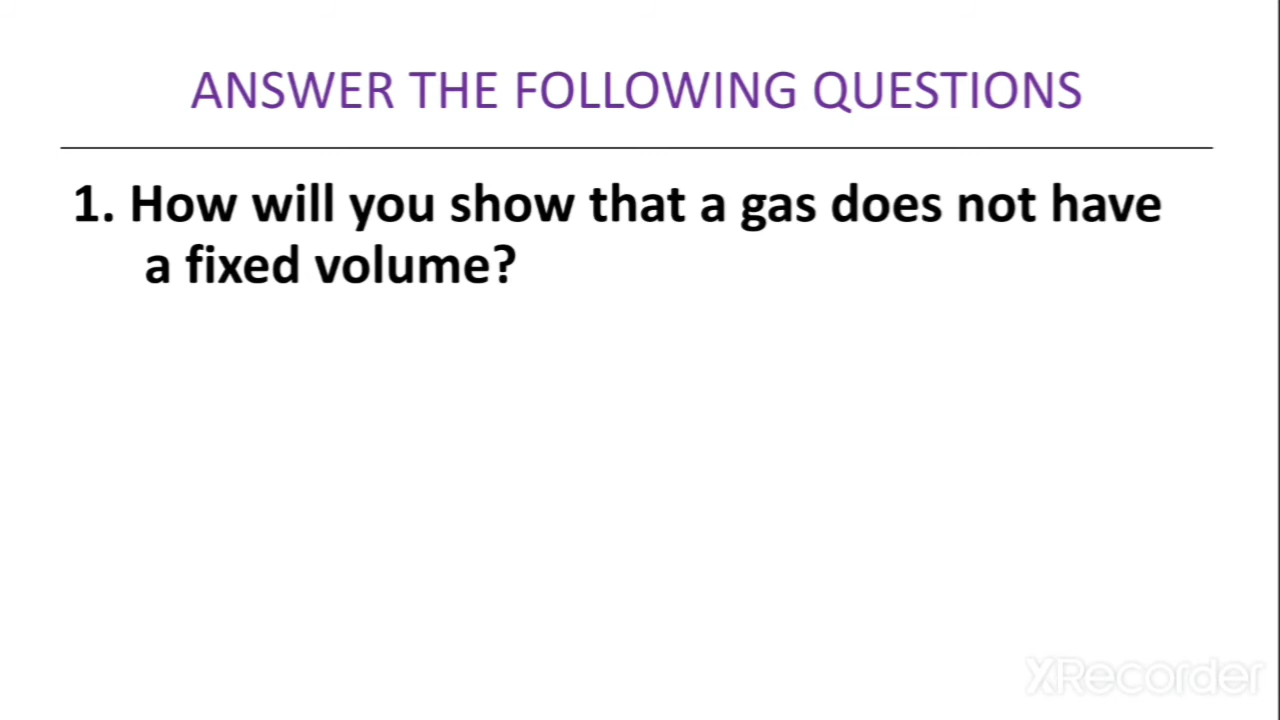 ANSWER THE FOLLOWING QUESTIONS
1. How will you show that a gas does not have
a fixed volume?
XRecorder